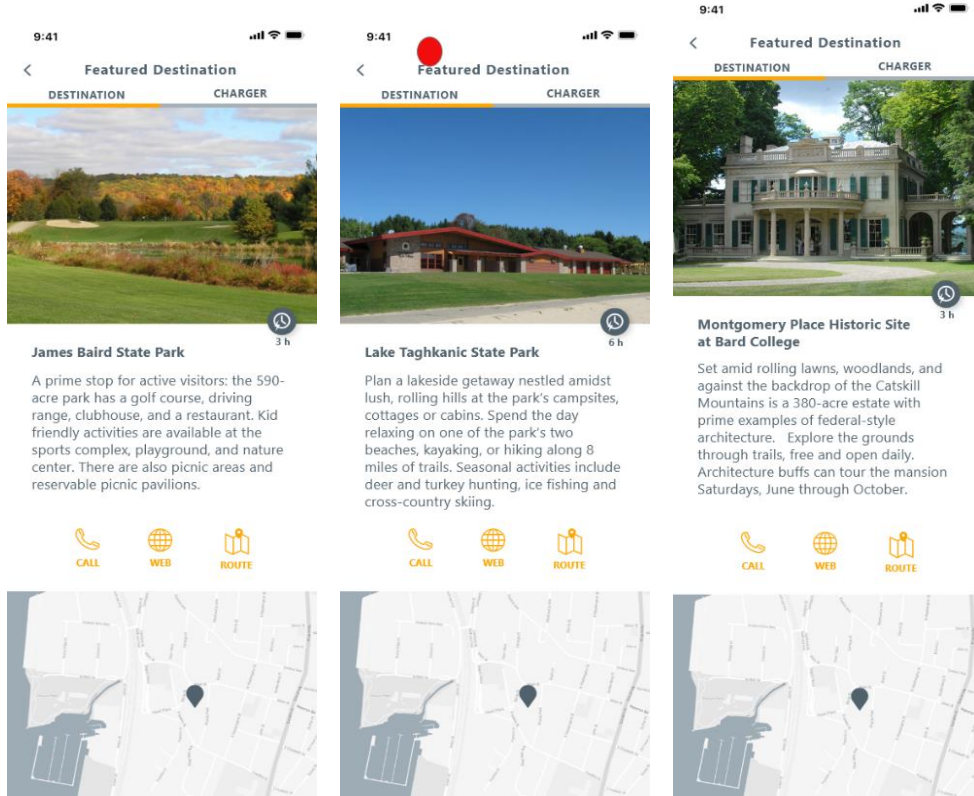 9:41
Featured Destination
DESTINATION CHARGER
3 h
James Baird State Park
A prime stop for active visitors: the 590-
acre park has a golf course, driving
range, clubhouse, and a restaurant. Kid
friendly activities are available at the
sports complex, playground, and nature
center. There are also picnic areas and
reservable picnic pavilions.
CALL WEB ROUTE
9:41
Featured Destination
DESTINATION CHARGER
6 h
Lake Taghkanic State Park
Plan a lakeside getaway nestled amidst
lush, rolling hills at the park's campsites,
cottages or cabins. Spend the day
relaxing on one of the park's two
beaches, kayaking, or hiking along 8
miles of trails. Seasonal activities include
deer and turkey hunting, ice fishing and
cross-country skiing.
CALL WEB ROUTE
9:41
Featured Destination
DESTINATION CHARGER
3 h
Montgomery Place Historic Site
at Bard College
Set amid rolling lawns, woodlands, and
against the backdrop of the Catskill
Mountains is a 380-acre estate with
prime examples of federal-style
architecture. Explore the grounds
through trails, free and open daily.
Architecture buffs can tour the mansion
Saturdays, June through October.
CALL WEB ROUTE